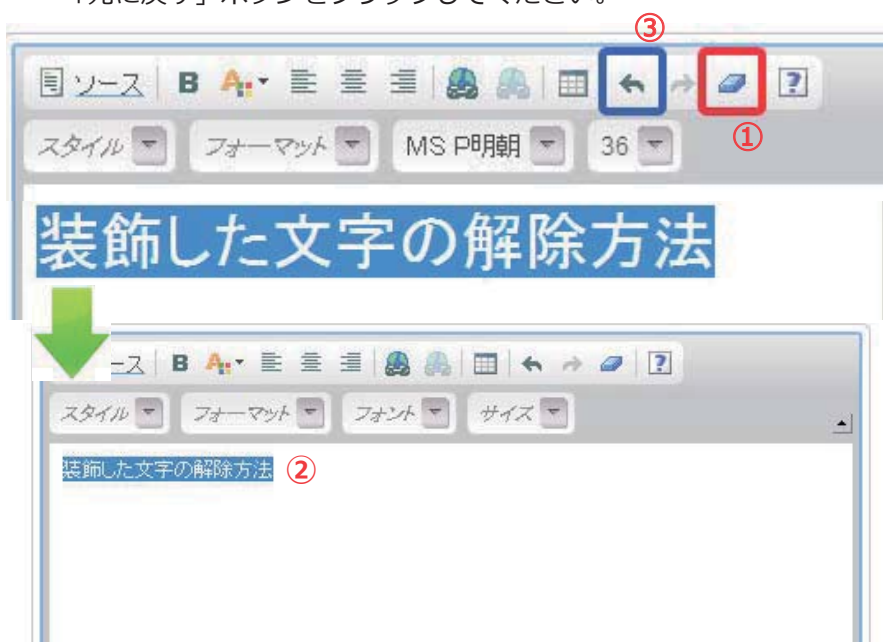 「元に戻す」ボタンをクリックしてください。
③
ソース B A ?
①
スタイル フォーマット MS P明朝 36
装飾した文字の解除方法
ース B A ?
スタイル フォーマット フォント サイズ
装飾した文字の解除方法 ②